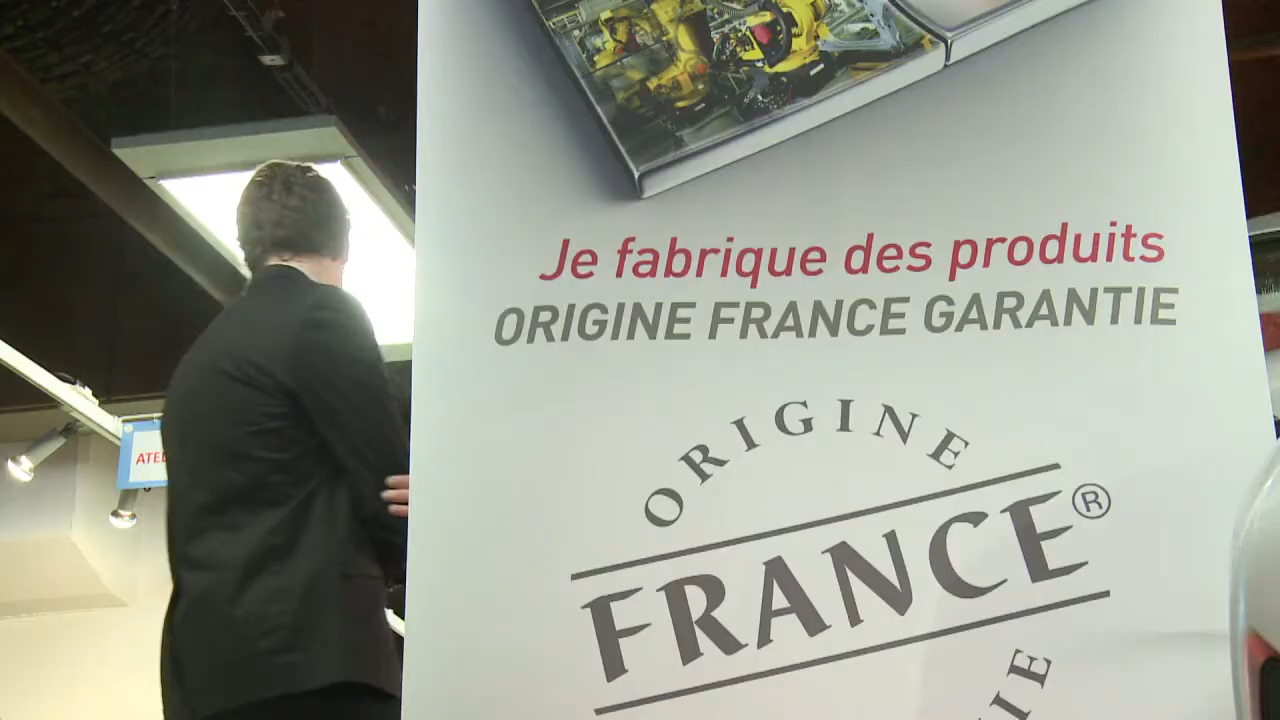 Je fabrique des produits
ORIGINE FRANCE GARANTIE
ORIGINE
FRANCE®